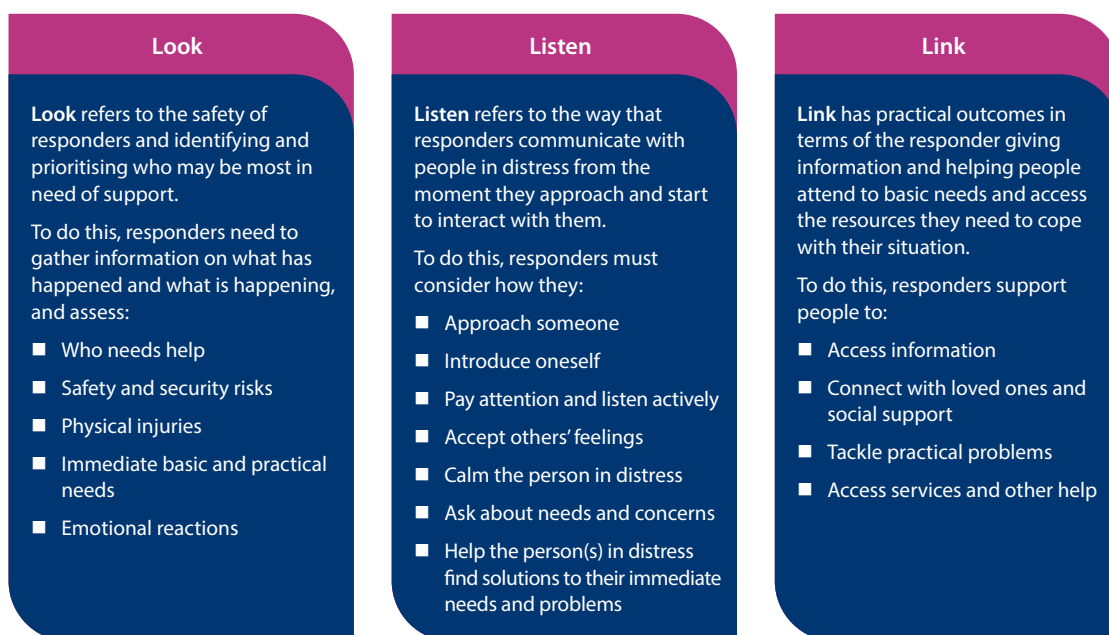 Look
Look refers to the safety of
responders and identifying and
prioritising who may be most in
need of support.
To do this, responders need to
gather information on what has
happened and what is happening,
and assess:
■ Who needs help
■ Safety and security risks
■ Physical injuries
■ Immediate basic and practical
needs
■ Emotional reactions
Listen
Listen refers to the way that
responders communicate with
people in distress from the
moment they approach and start
to interact with them.
To do this, responders must
consider how they:
■ Approach someone
■ Introduce oneself
■ Pay attention and listen actively
■ Accept others’ feelings
■ Calm the person in distress
■ Ask about needs and concerns
■ Help the person(s) in distress
find solutions to their immediate
needs and problems
Link
Link has practical outcomes in
terms of the responder giving
information and helping people
attend to basic needs and access
the resources they need to cope
with their situation.
To do this, responders support
people to:
■ Access information
■ Connect with loved ones and
social support
■ Tackle practical problems
■ Access services and other help